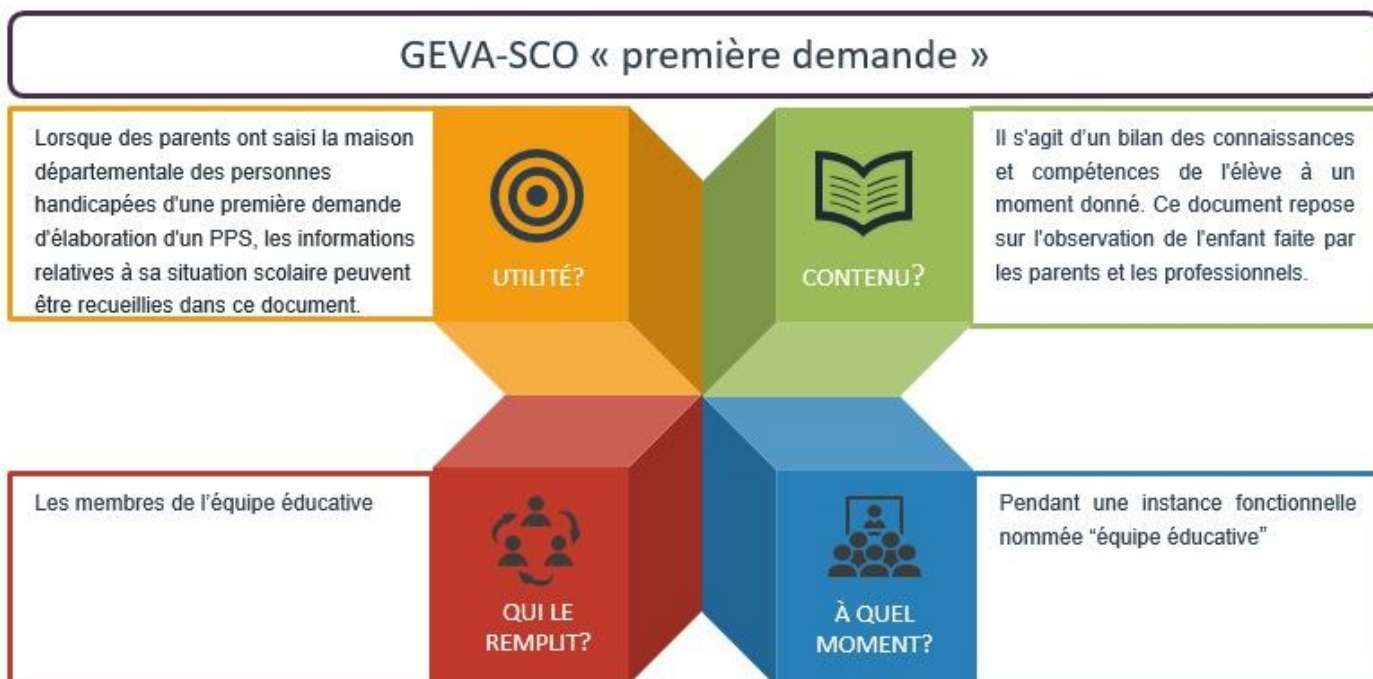 GEVA-SCO « première demande »
Lorsque des parents ont saisi la maison
départementale des personnes
handicapées d'une première demande
d'élaboration d'un PPS, les informations
relatives à sa situation scolaire peuvent
être recueillies dans ce document.
UTILITÉ?
CONTENU?
Il s'agit d'un bilan des connaissances
et compétences de l'élève à un
moment donné. Ce document repose
sur l'observation de l'enfant faite par
les parents et les professionnels.
Les membres de l'équipe éducative
QUI LE
REMPLIT?
À QUEL
MOMENT?
Pendant une instance fonctionnelle
nommée “équipe éducative”